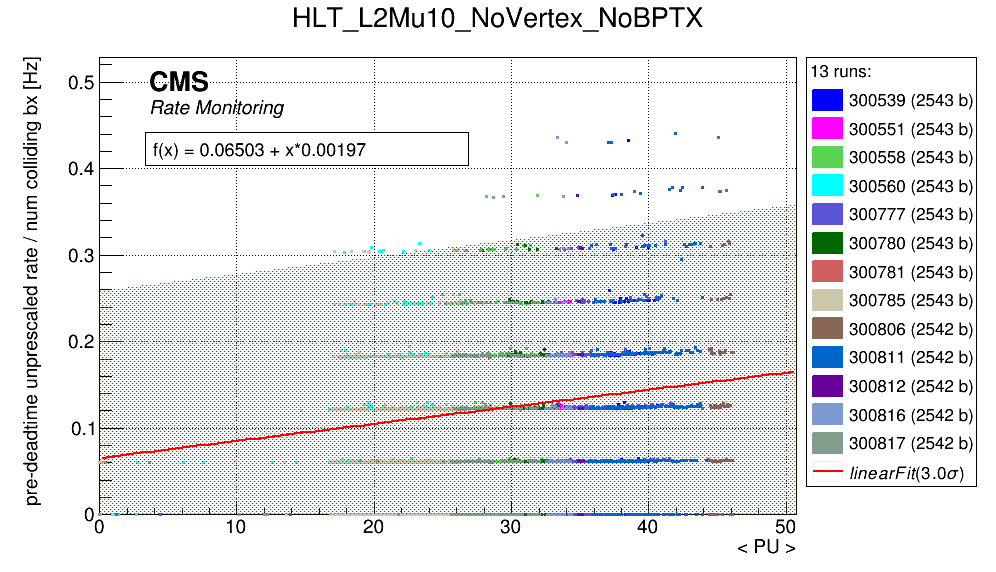 HLT_L2Mu10_NoVertex_NoBPTX
pre-deadtime unprescaled rate / num colliding bx [Hz]
0.5
0.4
0.3
0.2
0.1
0
CMS
Rate Monitoring
f(x) = 0.06503 + x*0.00197
0 10 20 30 40 50
< PU >
13 runs:
300539 (2543 b)
300551 (2543 b)
300558 (2543 b)
300560 (2543 b)
300777 (2543 b)
300780 (2543 b)
300781 (2543 b)
300785 (2543 b)
300806 (2542 b)
300811 (2542 b)
300812 (2542 b)
300816 (2542 b)
300817 (2542 b)
linearFit(3.0σ)